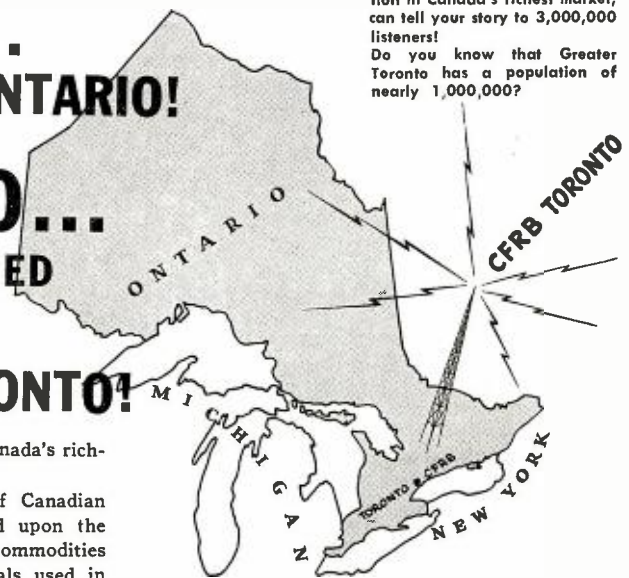 tion in Canada's richest market,
can tell your story to 3,000,000
listeners!
Do you know that Greater
Toronto has a population of
nearly 1,000,000?
.
NTARIO!
O...
ED
ONTO!
nada's rich-
f Canadian
d upon the
ommodities
als used in
ONTARIO
CFRB TORONTO
MICHIGAN
TORONTO CFRB
NEW YORK